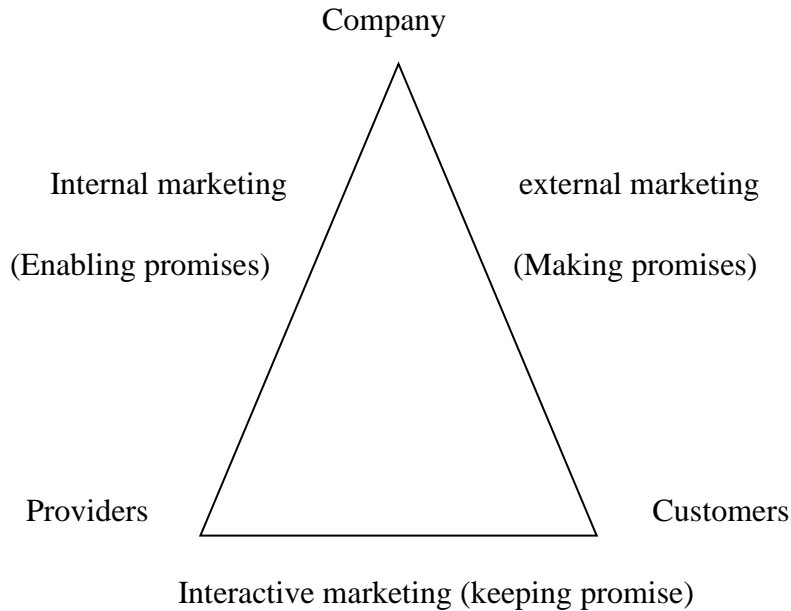 Company
Internal marketing
external marketing
(Enabling promises)
(Making promises)
Providers
Customers
Interactive marketing (keeping promise)